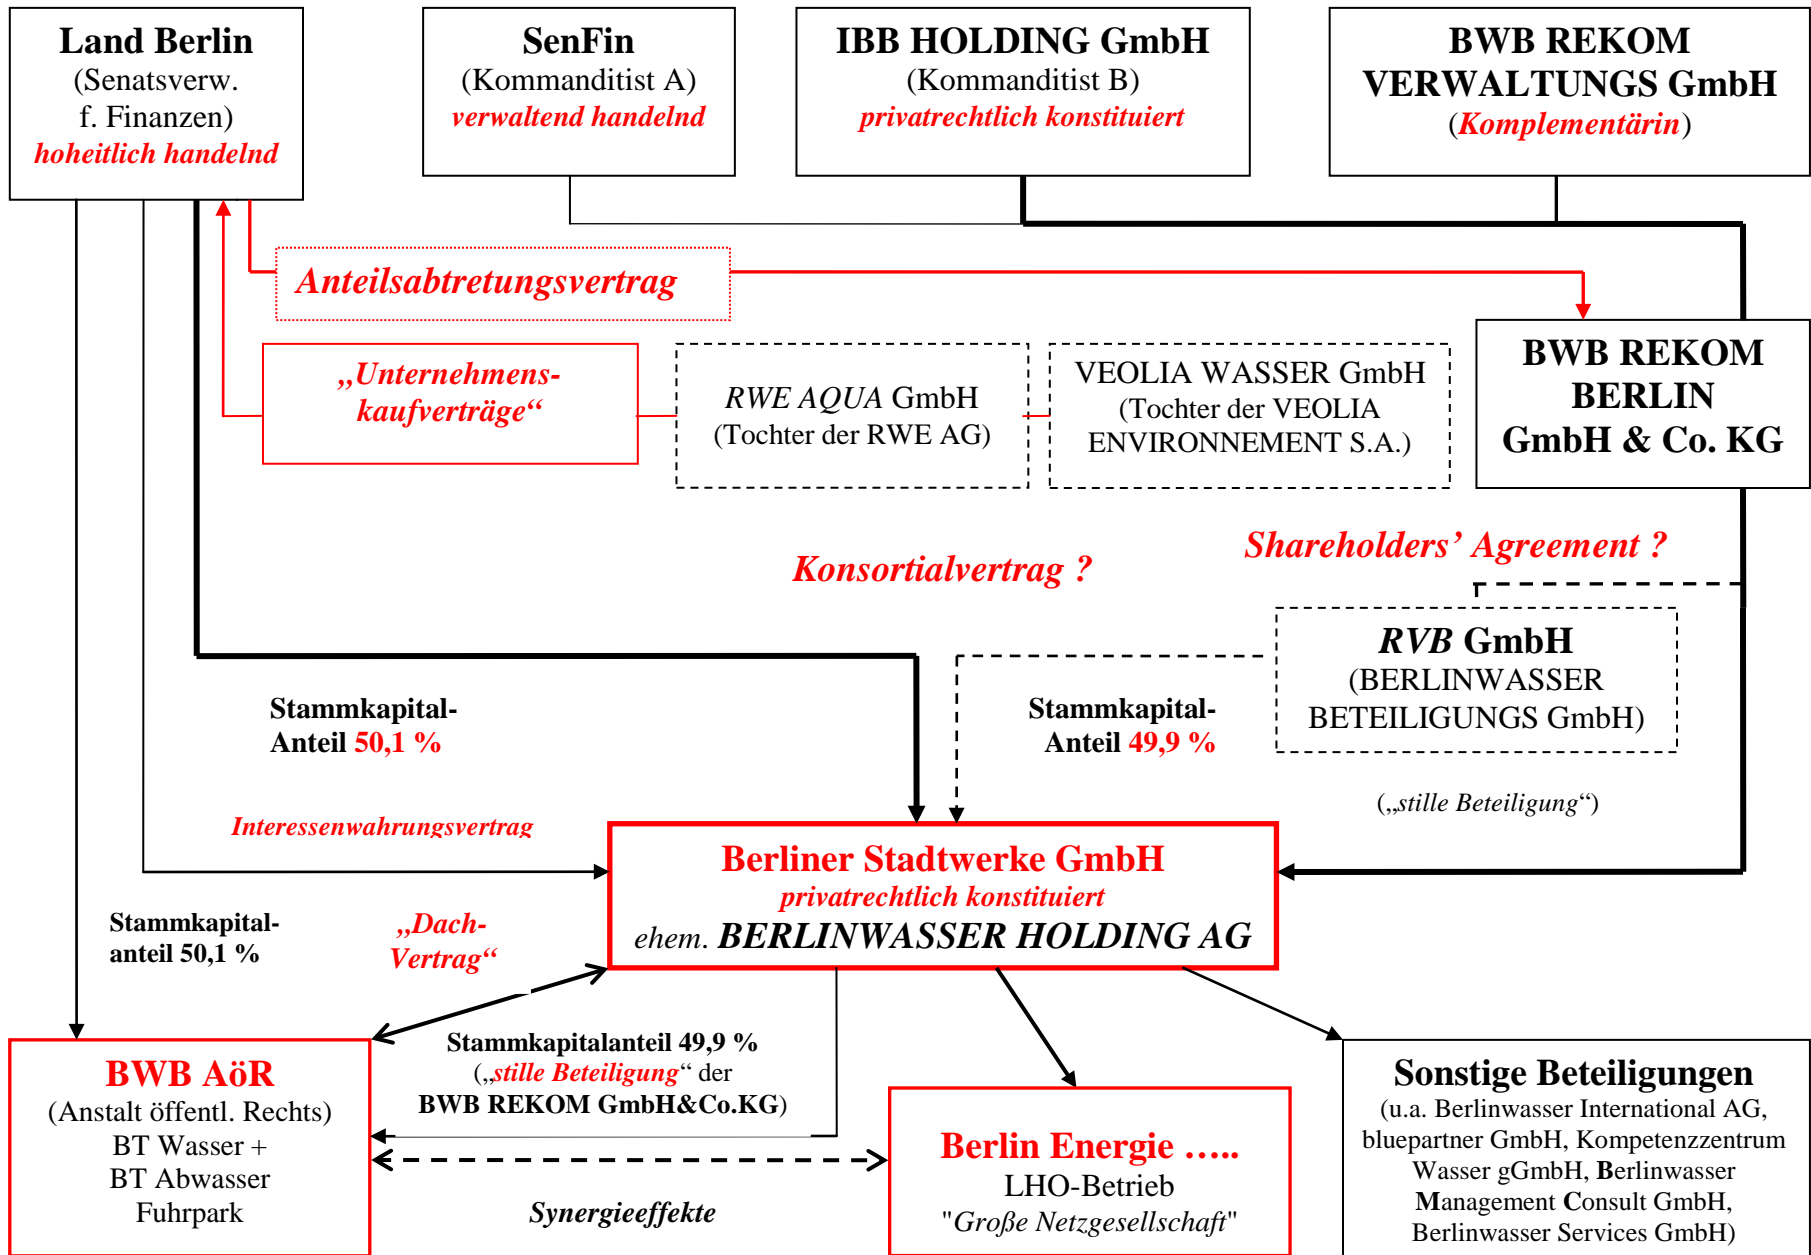 Land Berlin
(Senatsverw.
f. Finanzen)
hoheitlich handelnd
SenFin
(Kommanditist A)
verwaltend handelnd
IBB HOLDING GmbH
(Kommanditist B)
privatrechtlich konstituiert
BWB REKOM
VERWALTUNGS GmbH
(Komplementärin)
Anteilsabtretungsvertrag
„Unternehmens-
kaufverträge“
RWE AQUA GmbH
(Tochter der RWE AG)
VEOLIA WASSER GmbH
(Tochter der VEOLIA
ENVIRONNEMENT S.A.)
BWB REKOM
BERLIN
GmbH & Co. KG
Konsortialvertrag ?
Shareholders’ Agreement ?
RVB GmbH
(BERLINWASSER
BETEILIGUNGS GmbH)
(„stille Beteiligung“)
Stammkapital-
Anteil 50,1 %
Stammkapital-
Anteil 49,9 %
Interessenwahrungsvertrag
Berliner Stadtwerke GmbH
privatrechtlich konstituiert
ehem. BERLINWASSER HOLDING AG
Stammkapital-
anteil 50,1 %
„Dach-
Vertrag“
Stammkapitalanteil 49,9 %
(„stille Beteiligung“ der
BWB REKOM GmbH&Co.KG)
BWB AöR
(Anstalt öffentl. Rechts)
BT Wasser +
BT Abwasser
Fuhrpark
Synergieeffekte
Berlin Energie …..
LHO-Betrieb
"Große Netzgesellschaft"
Sonstige Beteiligungen
(u.a. Berlinwasser International AG,
bluepartner GmbH, Kompetenzzentrum
Wasser gGmbH, Berlinwasser
Management Consult GmbH,
Berlinwasser Services GmbH)